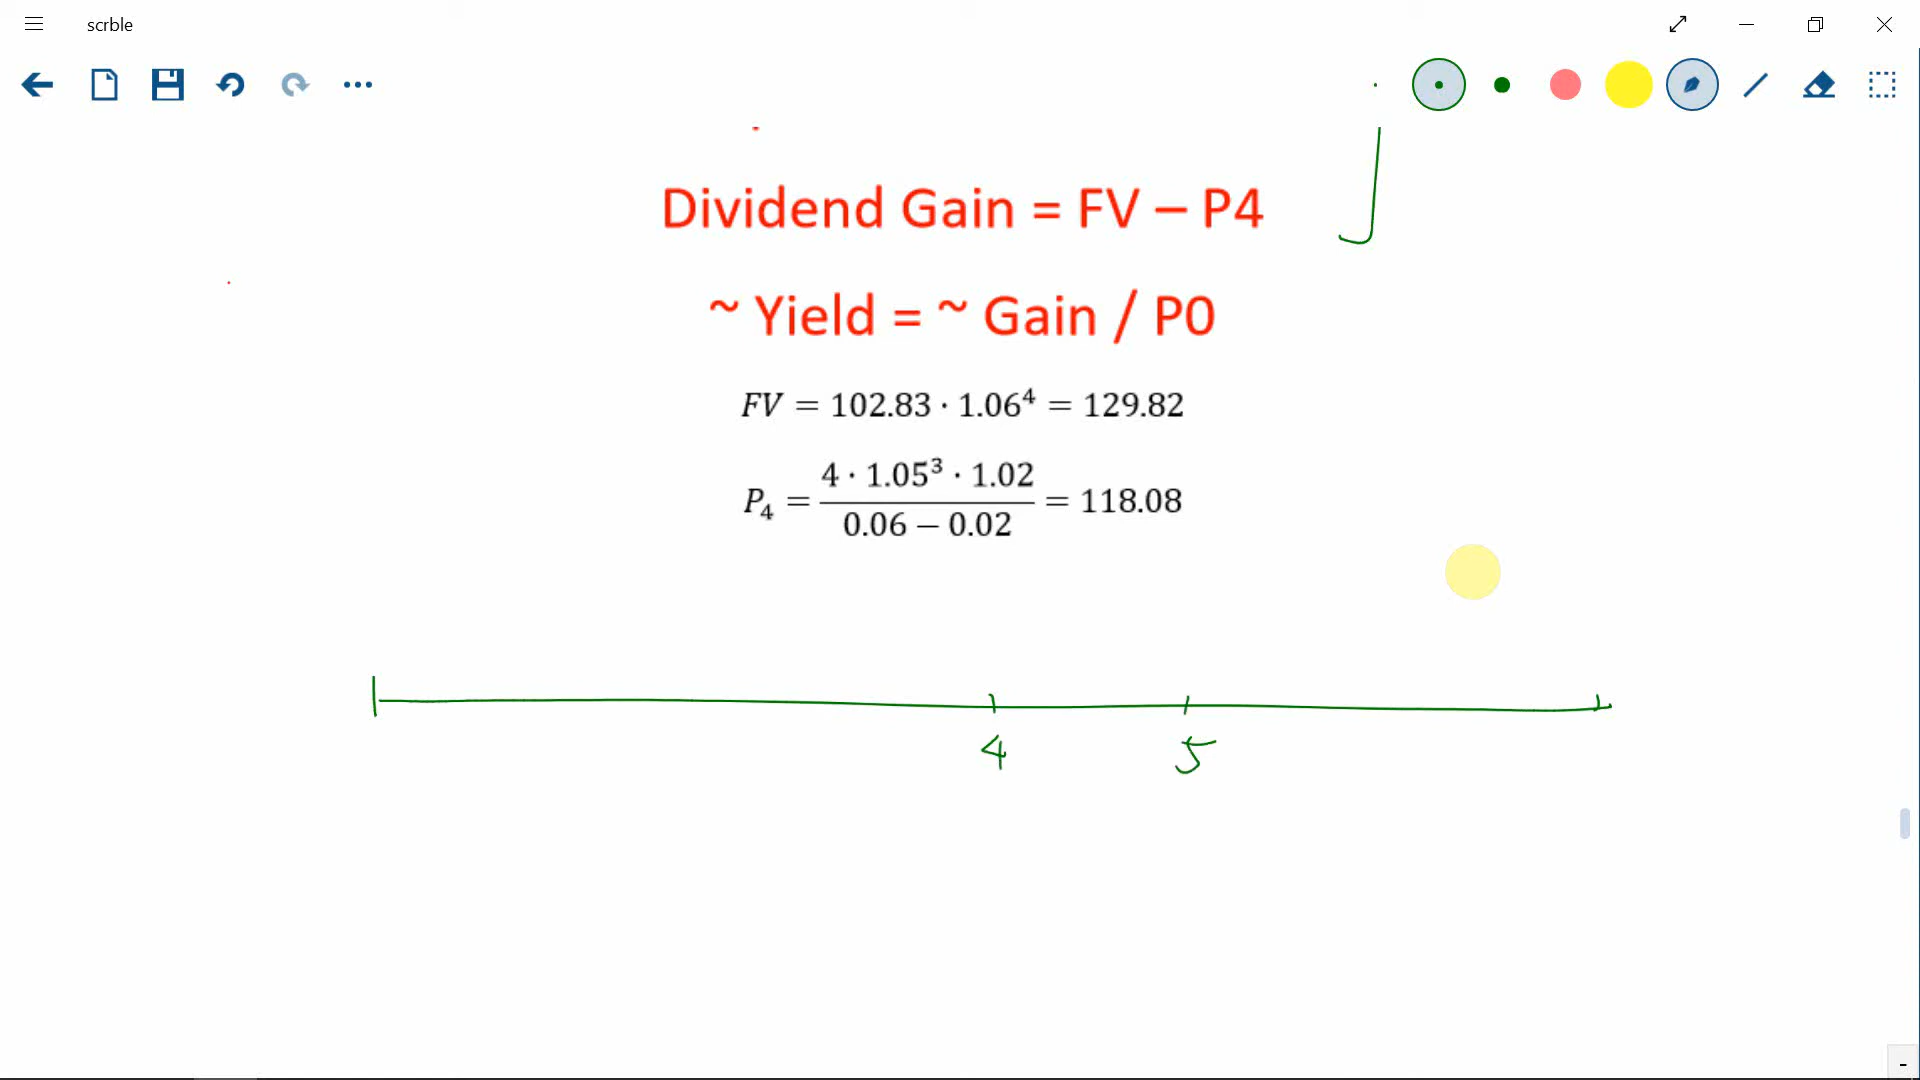 scrble
Dividend Gain = FV – P4
~ Yield = ~ Gain / P0
FV = 102.83 · 1.06⁴ = 129.82
P₄ = (4 · 1.05³ · 1.02) / (0.06 − 0.02) = 118.08
4 5